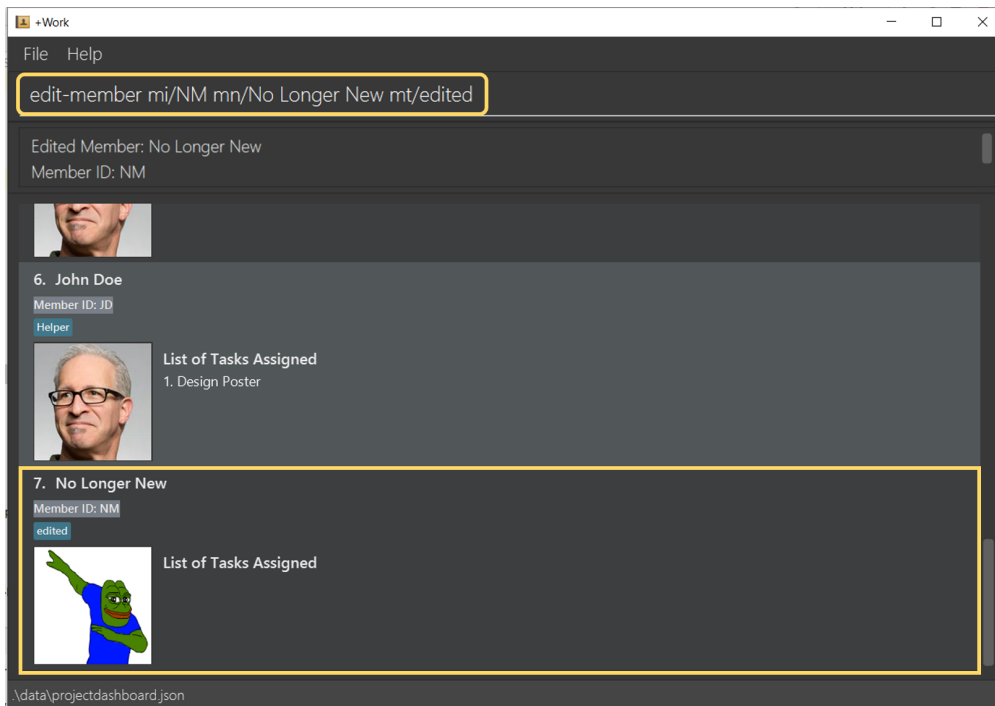 +Work
File Help
edit-member mi/NM mn/No Longer New mt/edited
Edited Member: No Longer New
Member ID: NM
6. John Doe
Member ID: JD
Helper
List of Tasks Assigned
1. Design Poster
7. No Longer New
Member ID: NM
edited
List of Tasks Assigned
.\data\projectdashboard.json